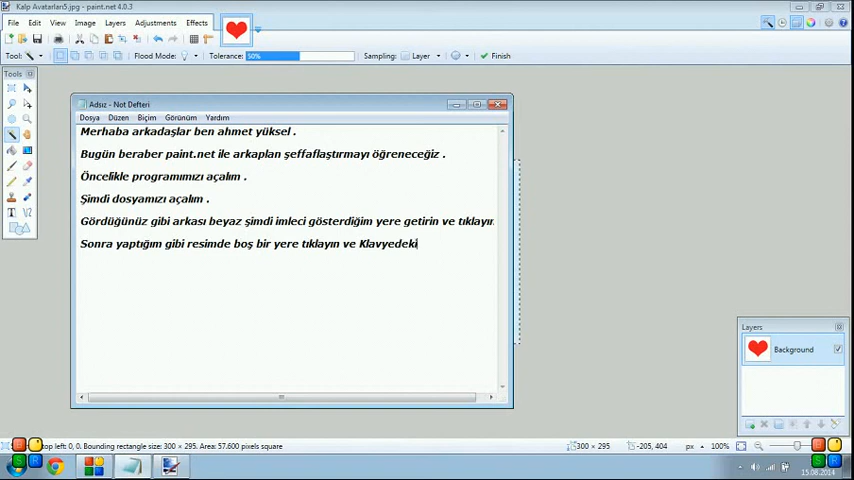 Kalp Avatarları5.jpg - paint.net 4.0.3
File Edit View Image Layers Adjustments Effects
Tool: Flood Mode: Tolerance: 50% Sampling: Layer Finish
Tools
Adsız - Not Defteri
Dosya Düzen Biçim Görünüm Yardım
Merhaba arkadaşlar ben ahmet yüksel .
Bugün beraber paint.net ile arkaplan şeffaflaştırmayı öğreneceğiz .
Öncelikle programımızı açalım .
Şimdi dosyamızı açalım .
Gördüğünüz gibi arkası beyaz şimdi imleci gösterdiğim yere getirin ve tıklayın
Sonra yaptığım gibi resimde boş bir yere tıklayın ve Klavyedeki
Layers
Background
top left: 0, 0. Bounding rectangle size: 300 × 295. Area: 57.600 pixels square
300 × 295 -205, 404 px 100%
15.08.2014